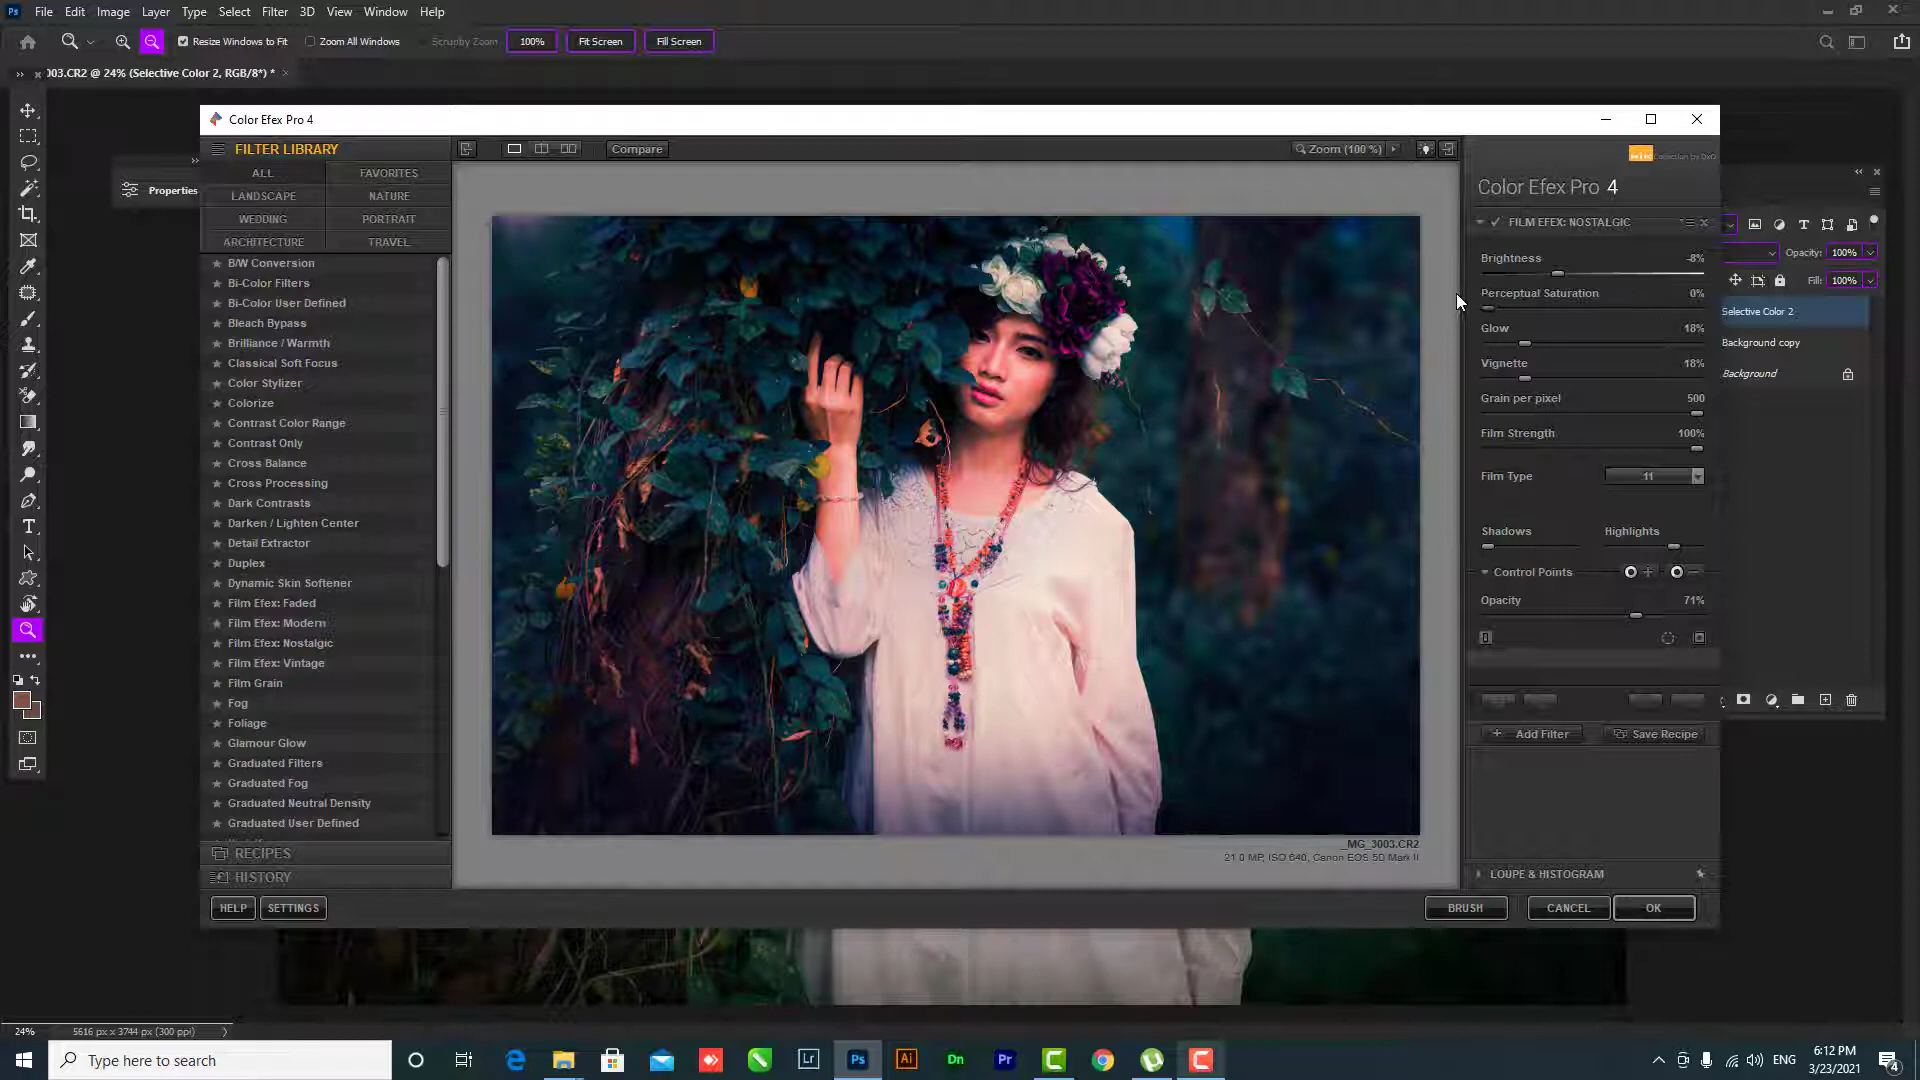 Ps File Edit Image Layer Type Select Filter 3D View Window Help
Resize Windows to Fit Zoom All Windows Scrubby Zoom 100% Fit Screen Fill Screen
003.CR2 @ 24% (Selective Color 2, RGB/8*) * ×
Color Efex Pro 4
FILTER LIBRARY
Compare
Zoom (100 %)
ALL FAVORITES
LANDSCAPE NATURE
WEDDING PORTRAIT
ARCHITECTURE TRAVEL
Properties
B/W Conversion
Bi-Color Filters
Bi-Color User Defined
Bleach Bypass
Brilliance / Warmth
Classical Soft Focus
Color Stylizer
Colorize
Contrast Color Range
Contrast Only
Cross Balance
Cross Processing
Dark Contrasts
Darken / Lighten Center
Detail Extractor
Duplex
Dynamic Skin Softener
Film Efex: Faded
Film Efex: Modern
Film Efex: Nostalgic
Film Efex: Vintage
Film Grain
Fog
Foliage
Glamour Glow
Graduated Filters
Graduated Fog
Graduated Neutral Density
Graduated User Defined
RECIPES
HISTORY
HELP SETTINGS
_MG_3003.CR2
21.0 MP, ISO 640, Canon EOS 5D Mark II
Collection by DxO
Color Efex Pro 4
FILM EFEX: NOSTALGIC
Brightness -8%
Perceptual Saturation 0%
Glow 18%
Vignette 18%
Grain per pixel 500
Film Strength 100%
Film Type 11
Shadows Highlights
Control Points
Opacity 71%
Add Filter Save Recipe
LOUPE & HISTOGRAM
BRUSH CANCEL OK
Opacity: 100%
Fill: 100%
Selective Color 2
Background copy
Background
24% 5616 px x 3744 px (300 ppi)
Type here to search
Lr Ps Ai Dn Pr
ENG
6:12 PM
3/23/2021
4